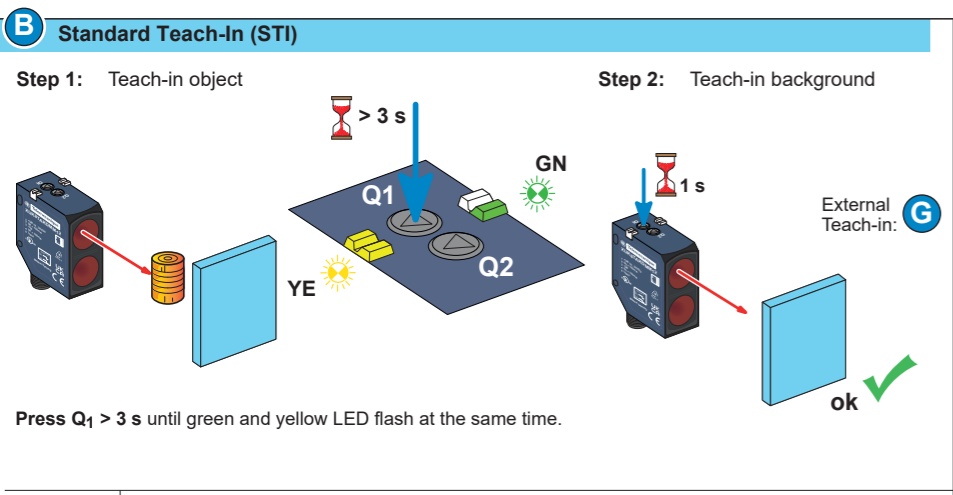 B
Standard Teach-In (STI)
Step 1: Teach-in object
Step 2: Teach-in background
> 3 s
Q1
GN
Q2
YE
1 s
External
Teach-in: G
ok
Press Q1 > 3 s until green and yellow LED flash at the same time.